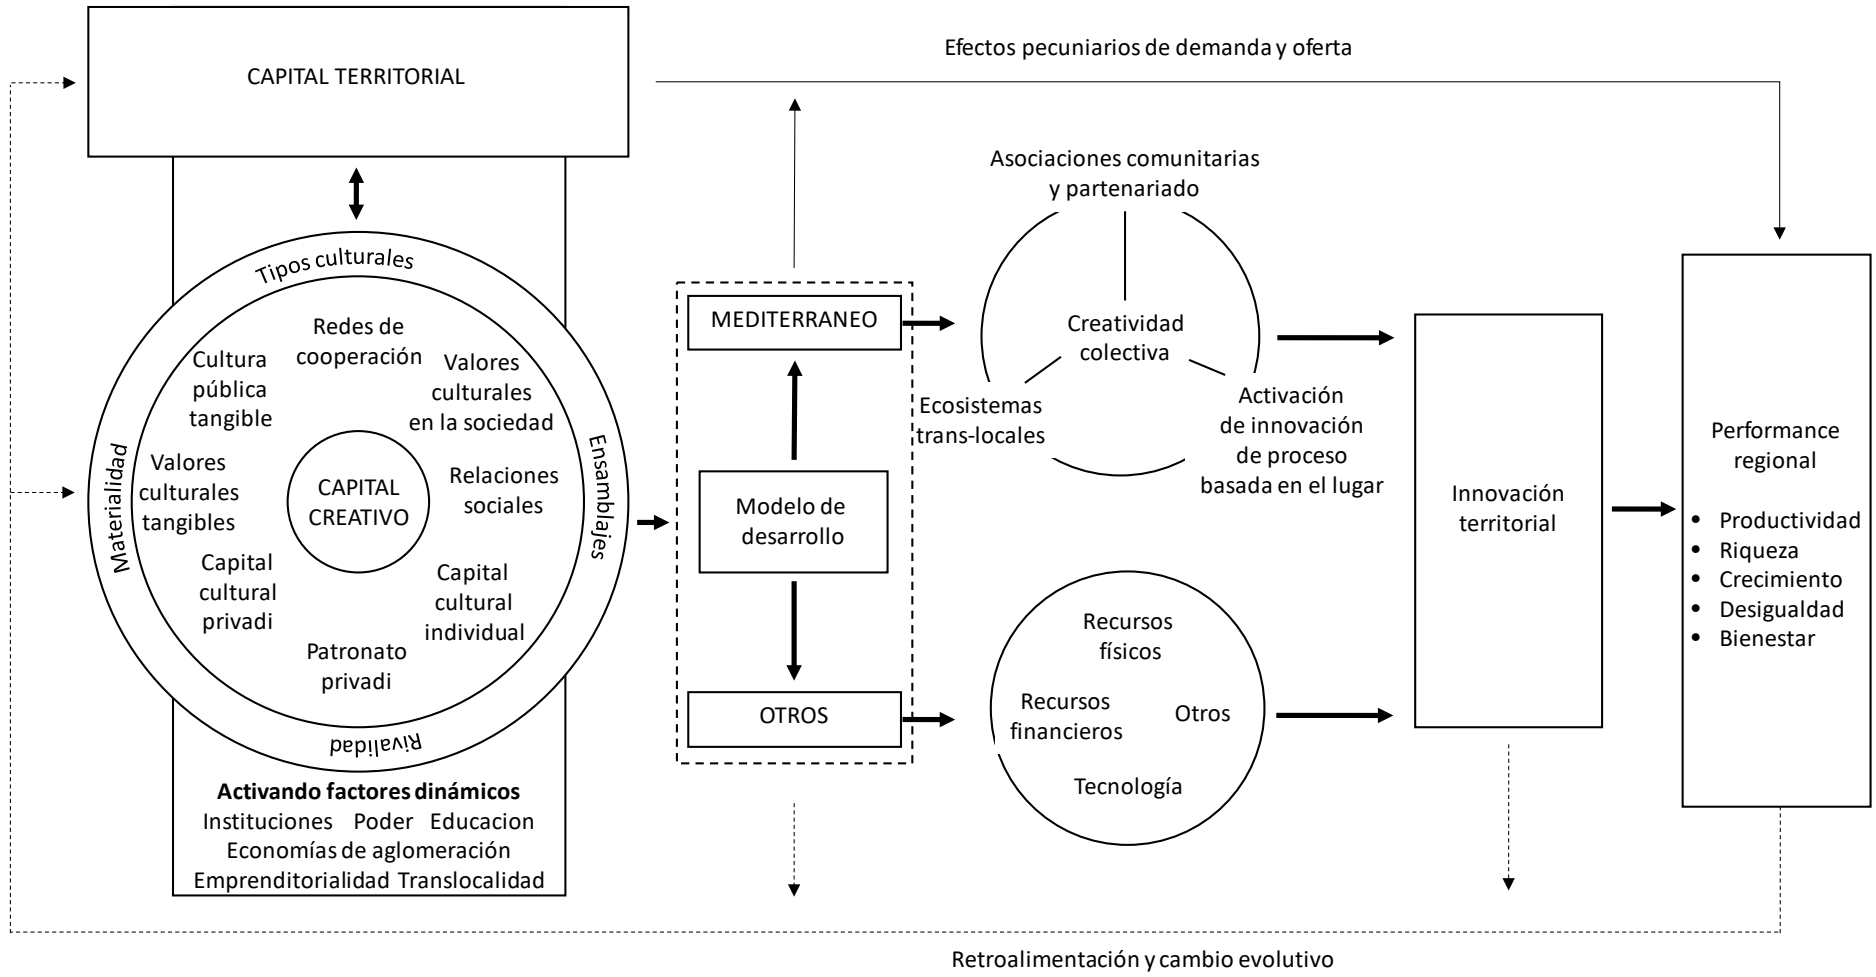 Efectos pecuniarios de demanda y oferta
CAPITAL TERRITORIAL
Tipos culturales
Materialidad
Ensamblajes
Rivalidad
Redes de
cooperación
Cultura
pública
tangible
Valores
culturales
en la sociedad
Valores
culturales
tangibles
CAPITAL
CREATIVO
Relaciones
sociales
Capital
cultural
privadi
Capital
cultural
individual
Patronato
privadi
Activando factores dinámicos
Instituciones Poder Educacion
Economías de aglomeración
Emprenditorialidad Translocalidad
MEDITERRANEO
Modelo de
desarrollo
OTROS
Asociaciones comunitarias
y partenariado
Creatividad
colectiva
Ecosistemas
trans-locales
Activación
de innovación
de proceso
basada en el lugar
Recursos
físicos
Recursos
financieros
Otros
Tecnología
Innovación
territorial
Performance
regional
• Productividad
• Riqueza
• Crecimiento
• Desigualdad
• Bienestar
Retroalimentación y cambio evolutivo